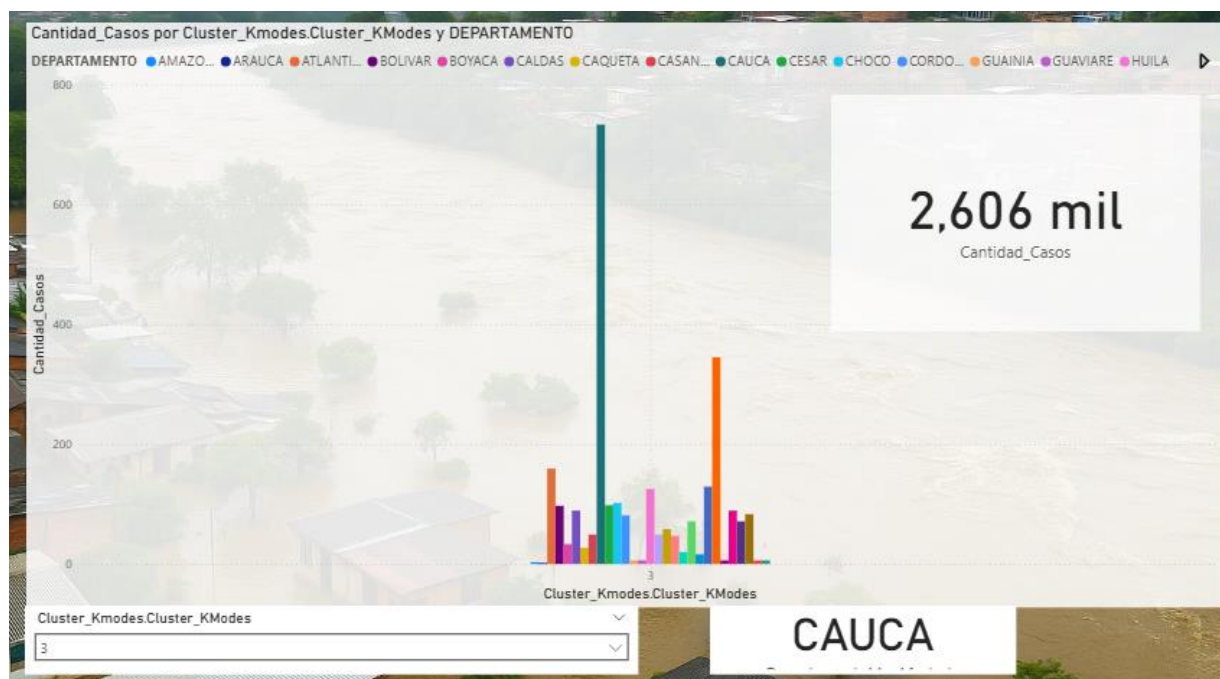 Cantidad_Casos por Cluster_Kmodes.Cluster_KModes y DEPARTAMENTO
DEPARTAMENTO AMAZO... ARAUCA ATLANTI... BOLIVAR BOYACA CALDAS CAQUETA CASAN... CAUCA CESAR CHOCO CORDO... GUAINIA GUAVIARE HUILA
800
600
400
200
0
Cantidad_Casos
2,606 mil
Cantidad_Casos
3
Cluster_Kmodes.Cluster_KModes
Cluster_Kmodes.Cluster_KModes
3
CAUCA